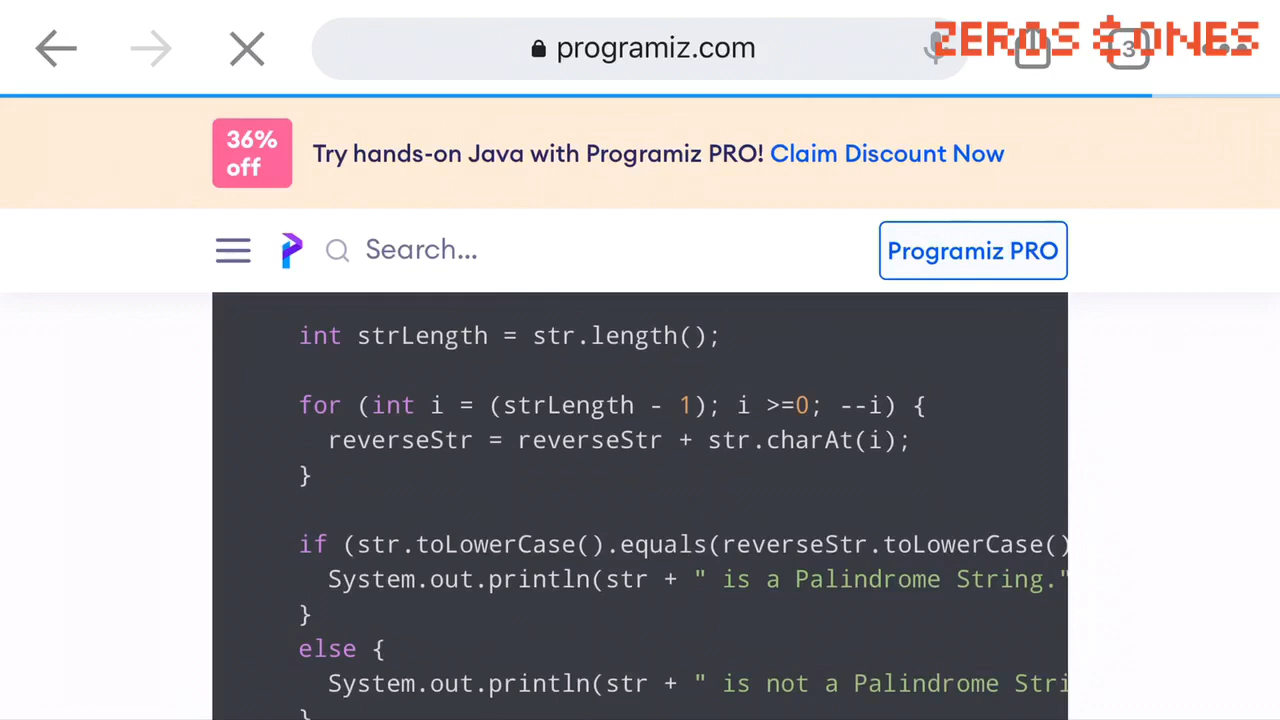 programiz.com
ZEROS & ONES
3
36%
off
Try hands-on Java with Programiz PRO! Claim Discount Now
Search...
Programiz PRO
int strLength = str.length();
for (int i = (strLength - 1); i >=0; --i) {
reverseStr = reverseStr + str.charAt(i);
}
if (str.toLowerCase().equals(reverseStr.toLowerCase()
System.out.println(str + " is a Palindrome String."
}
else {
System.out.println(str + " is not a Palindrome Stri
}